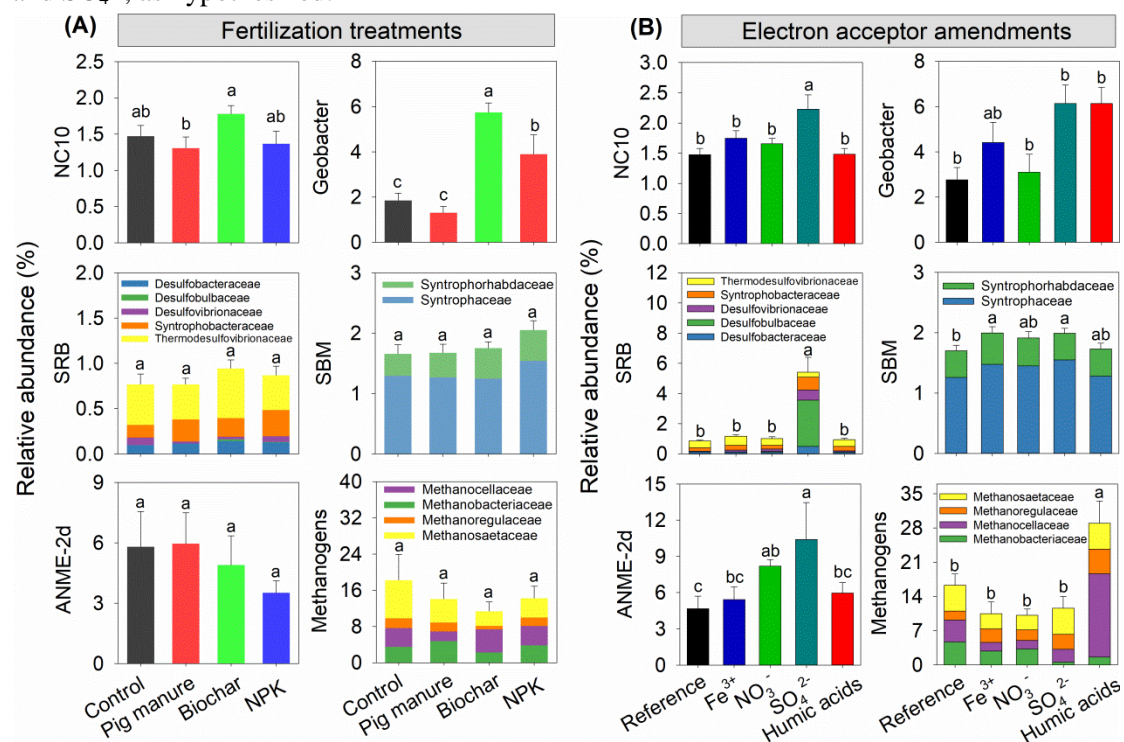 and SO₄²⁻, as hypothesized.
(A) Fertilization treatments
Relative abundance (%)
NC10
2.5
2.0
1.5
1.0
0.5
0.0
ab b a ab
Geobacter
8
6
4
2
0
c c a b
SRB
2.0
1.5
1.0
0.5
0.0
Desulfobacteraceae
Desulfobulbaceae
Desulfovibrionaceae
Syntrophobacteraceae
Thermodesulfovibrionaceae
a a a a
SBM
3
2
1
0
Syntrophorhabdaceae
Syntrophaceae
a a a a
ANME-2d
9
6
3
0
a a a a
Control
Pig manure
Biochar
NPK
Methanogens
40
32
24
16
8
0
Methanocellaceae
Methanobacteriaceae
Methanoregulaceae
Methanosaetaceae
a a a a
Control
Pig manure
Biochar
NPK
(B) Electron acceptor amendments
Relative abundance (%)
NC10
3.0
2.5
2.0
1.5
1.0
0.5
0.0
b b b a b
Geobacter
8
6
4
2
0
b ab b b b
SRB
12
10
8
6
4
2
0
Thermodesulfovibrionaceae
Syntrophobacteraceae
Desulfovibrionaceae
Desulfobulbaceae
Desulfobacteraceae
b b b a b
SBM
3
2
1
0
Syntrophorhabdaceae
Syntrophaceae
b a ab a ab
ANME-2d
15
12
9
6
3
0
c bc ab a bc
Reference
Fe³⁺
NO₃⁻
SO₄²⁻
Humic acids
Methanogens
35
28
21
14
7
0
Methanosaetaceae
Methanoregulaceae
Methanocellaceae
Methanobacteriaceae
b b b b a
Reference
Fe³⁺
NO₃⁻
SO₄²⁻
Humic acids